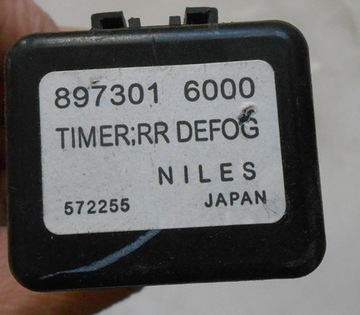 897301 6000
TIMER;RR DEFOG
NILES
572255 JAPAN